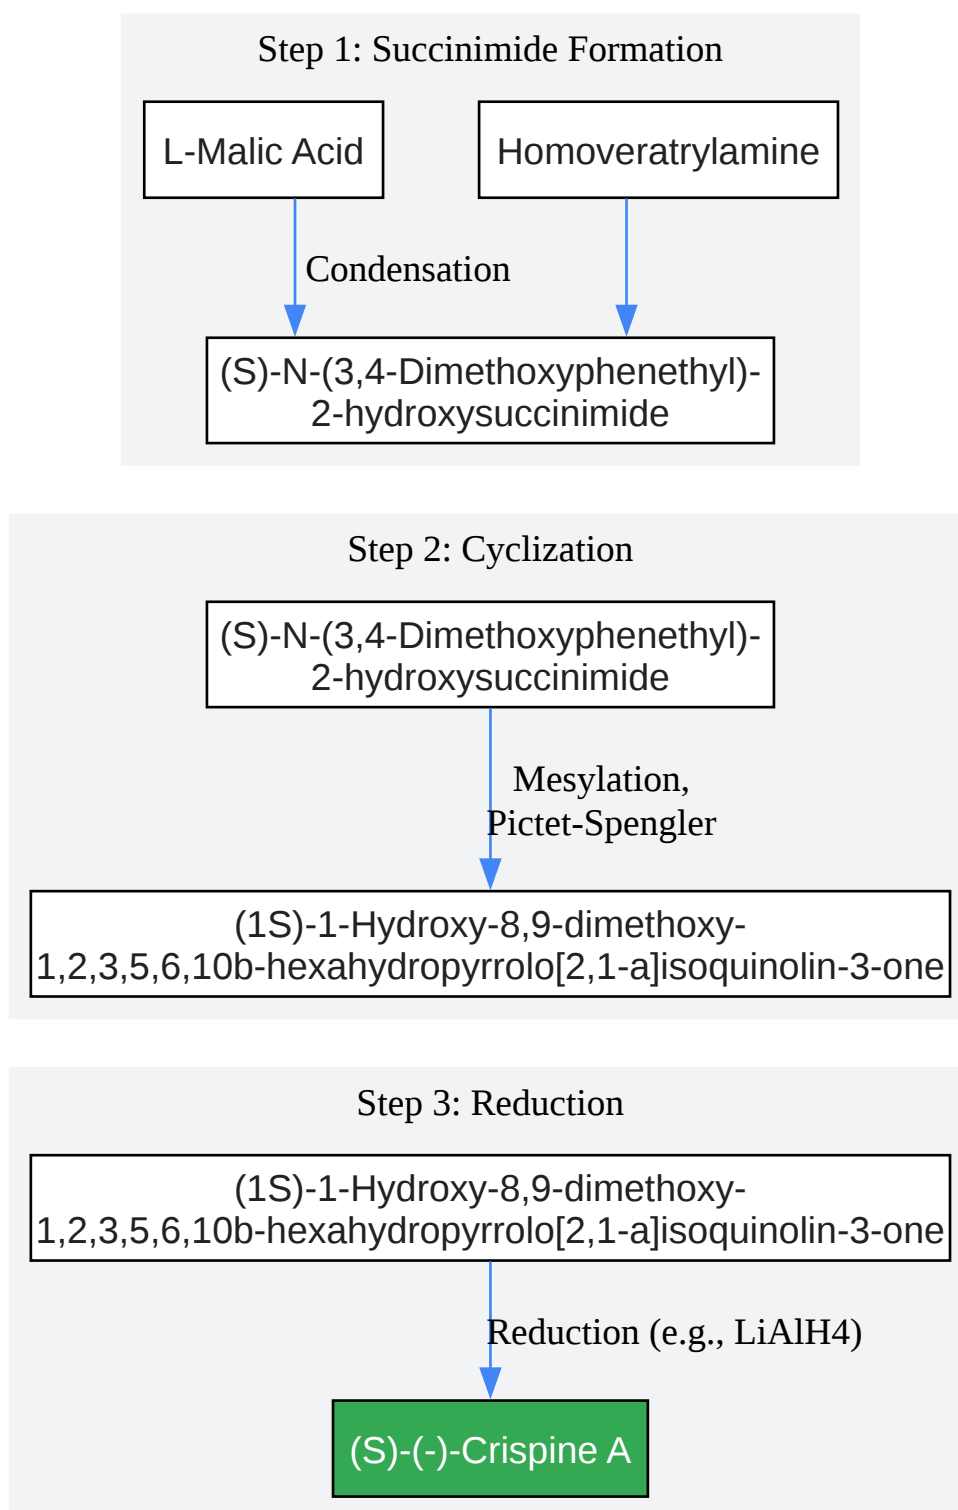 Step 1: Succinimide Formation
L-Malic Acid
Homoveratrylamine
Condensation
(S)-N-(3,4-Dimethoxyphenethyl)-
2-hydroxysuccinimide
Step 2: Cyclization
(S)-N-(3,4-Dimethoxyphenethyl)-
2-hydroxysuccinimide
Mesylation,
Pictet-Spengler
(1S)-1-Hydroxy-8,9-dimethoxy-
1,2,3,5,6,10b-hexahydropyrrolo[2,1-a]isoquinolin-3-one
Step 3: Reduction
(1S)-1-Hydroxy-8,9-dimethoxy-
1,2,3,5,6,10b-hexahydropyrrolo[2,1-a]isoquinolin-3-one
Reduction (e.g., LiAlH4)
(S)-(-)-Crispine A